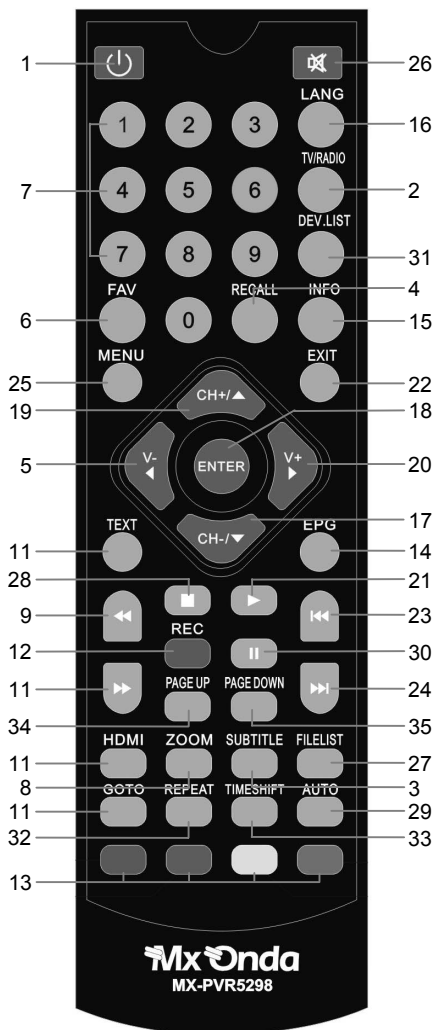 1 26
LANG
1 2 3 16
TV/RADIO
7 4 5 6 2
DEV.LIST
7 8 9 31
FAV RECALL INFO 4
6 0 15
MENU EXIT
25 22
19 CH+/▲ 18
5 V- ◀ ENTER V+ ▶ 20
CH-/▼ 17
TEXT EPG
11 14
28 21
9 23
REC
12 30
11 24
PAGE UP PAGE DOWN
34 35
HDMI ZOOM SUBTITLE FILELIST
11 27
8 3
GOTO REPEAT TIMESHIFT AUTO
11 29
32 33
13
Mx Onda
MX-PVR5298